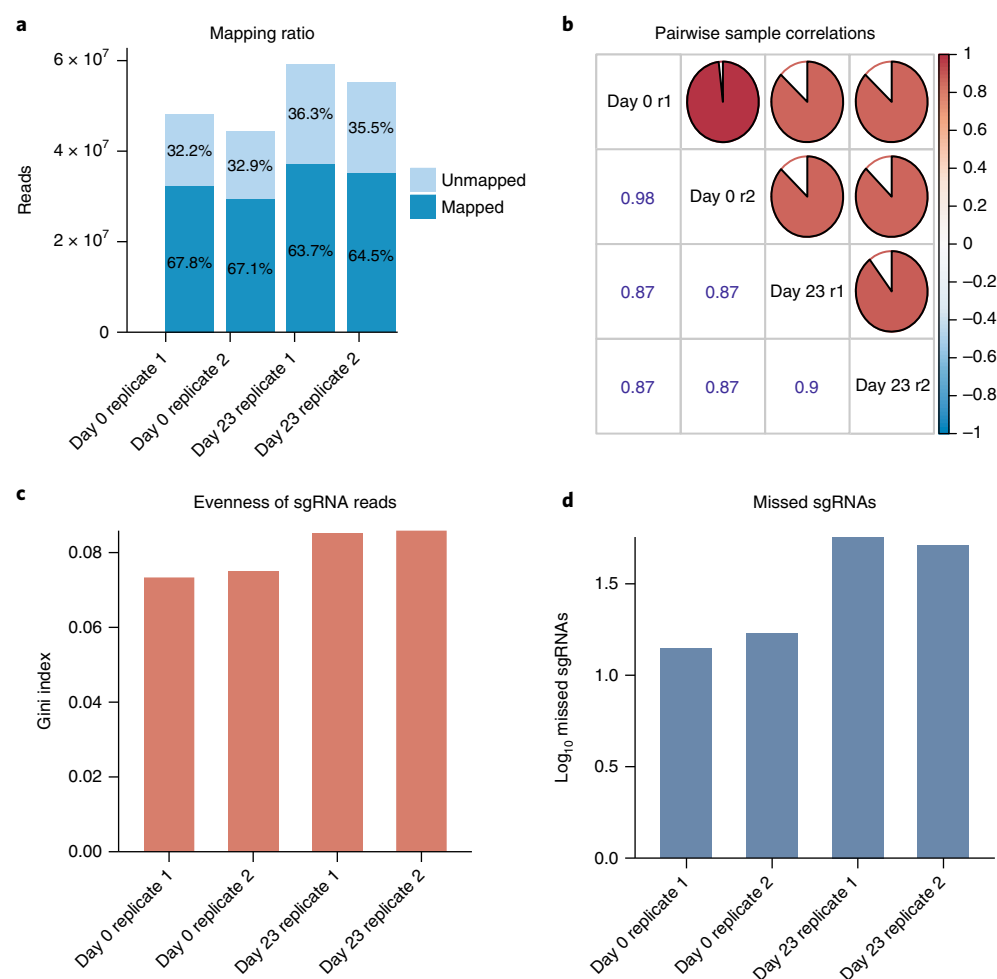 a
Mapping ratio
6 × 10⁷
4 × 10⁷
2 × 10⁷
0
Reads
32.2%
32.9%
36.3%
35.5%
67.8%
67.1%
63.7%
64.5%
Unmapped
Mapped
Day 0 replicate 1
Day 0 replicate 2
Day 23 replicate 1
Day 23 replicate 2
b
Pairwise sample correlations
Day 0 r1
0.98
Day 0 r2
0.87
0.87
Day 23 r1
0.87
0.87
0.9
Day 23 r2
1
0.8
0.6
0.4
0.2
0
−0.2
−0.4
−0.6
−0.8
−1
c
Evenness of sgRNA reads
0.08
0.06
0.04
0.02
0.00
Gini index
Day 0 replicate 1
Day 0 replicate 2
Day 23 replicate 1
Day 23 replicate 2
d
Missed sgRNAs
1.5
1.0
0.5
0.0
Log₁₀ missed sgRNAs
Day 0 replicate 1
Day 0 replicate 2
Day 23 replicate 1
Day 23 replicate 2